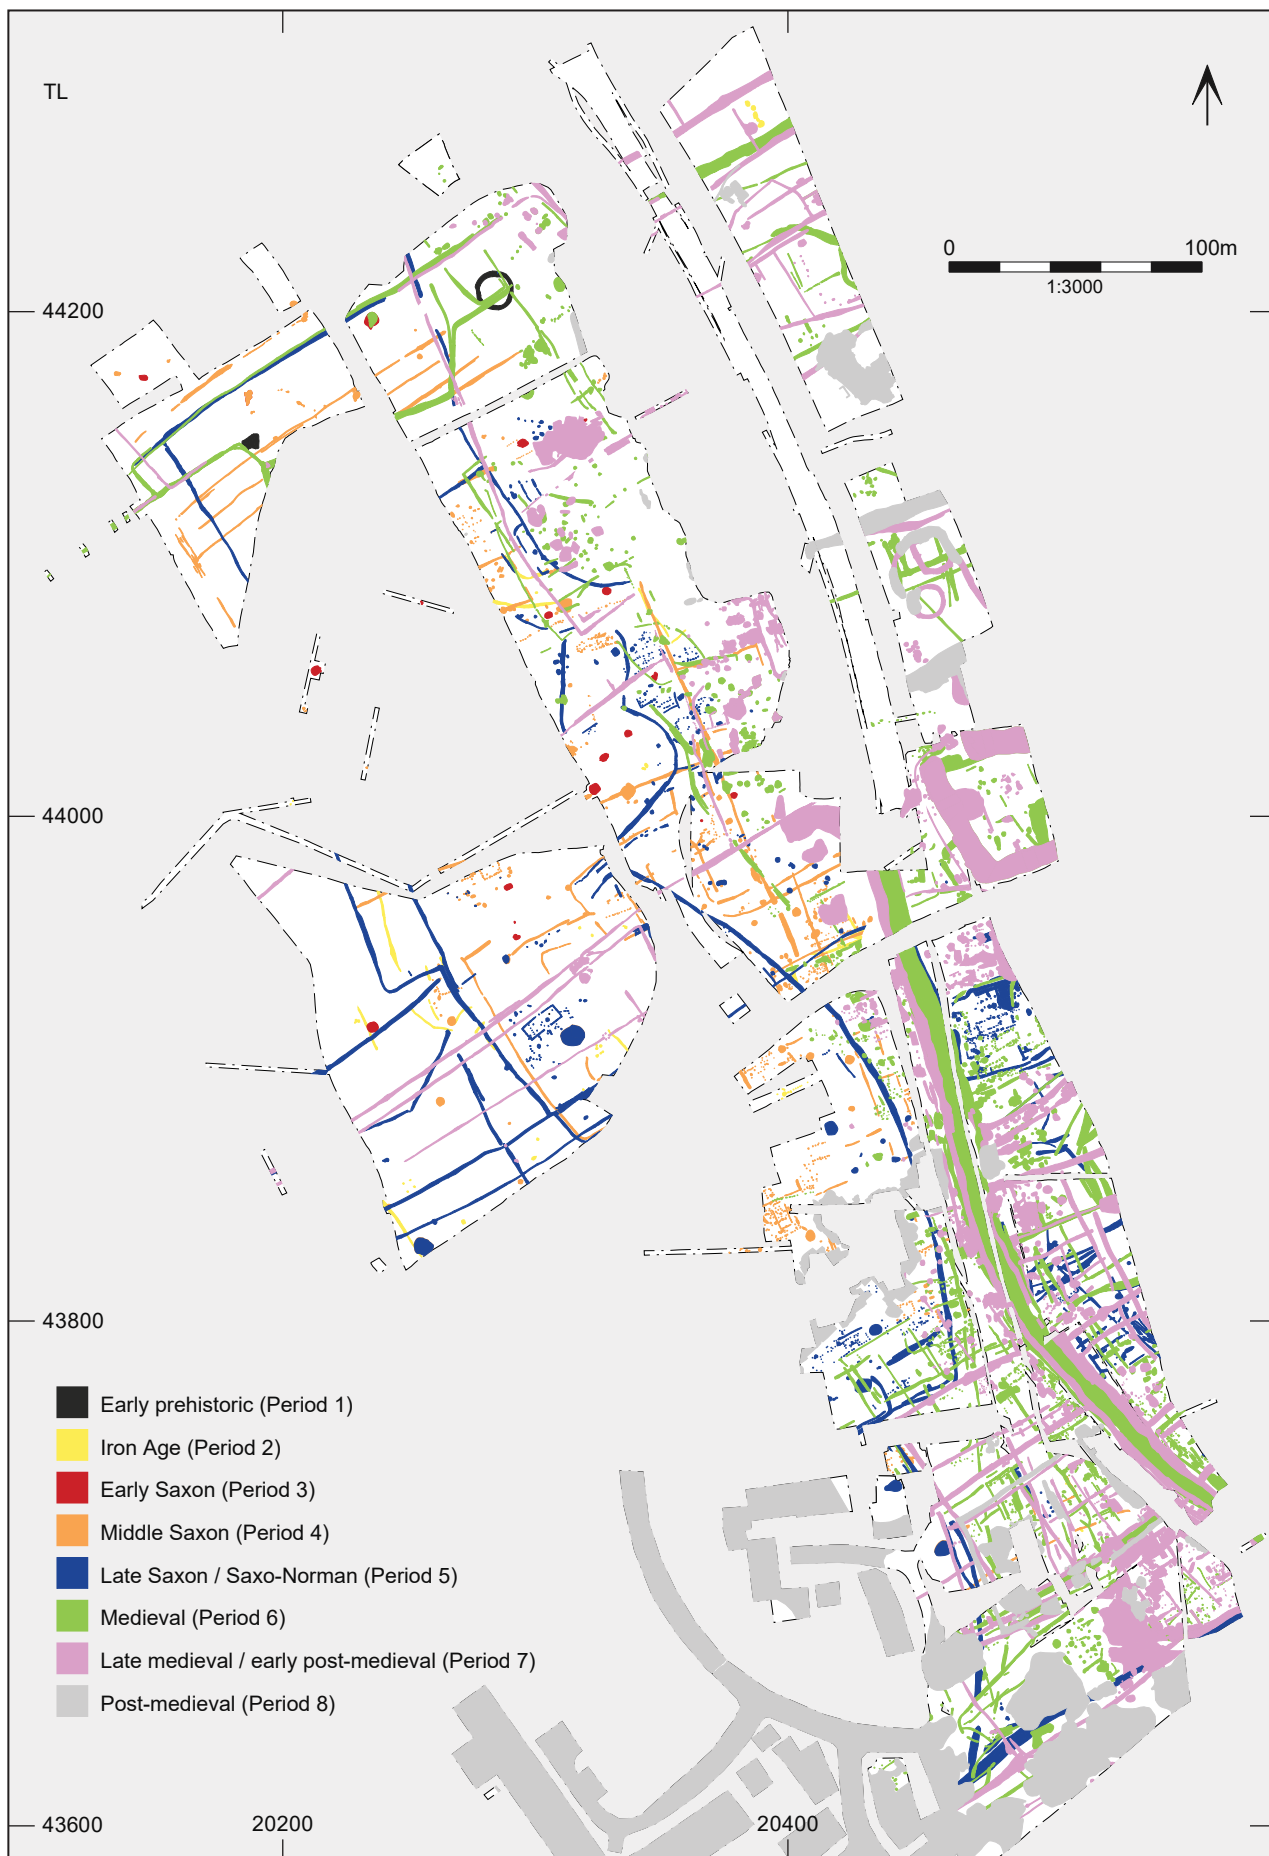 TL
0 100m
1:3000
44200
44000
43800
Early prehistoric (Period 1)
Iron Age (Period 2)
Early Saxon (Period 3)
Middle Saxon (Period 4)
Late Saxon / Saxo-Norman (Period 5)
Medieval (Period 6)
Late medieval / early post-medieval (Period 7)
Post-medieval (Period 8)
43600 20200 20400